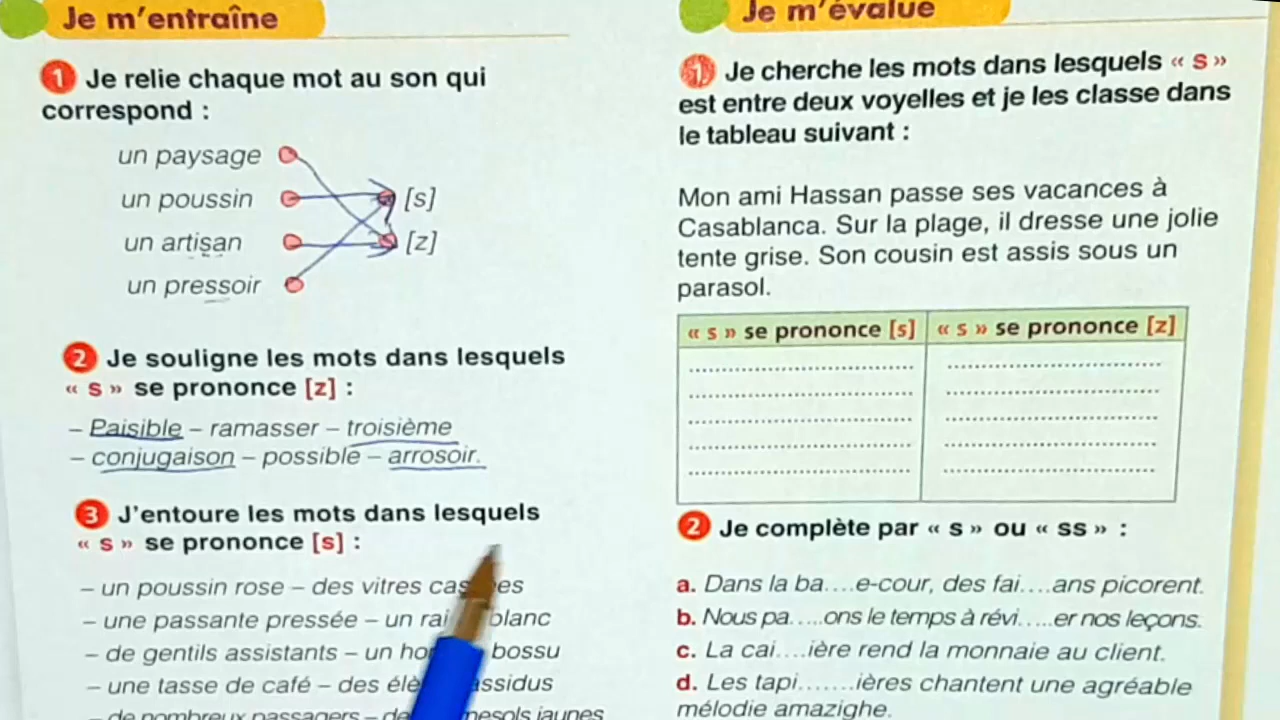 Je m'entraîne
1 Je relie chaque mot au son qui
correspond :
un paysage
un poussin [s]
un artisan [z]
un pressoir
2 Je souligne les mots dans lesquels
« s » se prononce [z] :
– Paisible – ramasser – troisième
– conjugaison – possible – arrosoir.
3 J'entoure les mots dans lesquels
« s » se prononce [s] :
– un poussin rose – des vitres
– une passante pressée – un blanc
– de gentils assistants – un bossu
– une tasse de café – des
– de nombreux passagers – jaunes
Je m'évalue
1 Je cherche les mots dans lesquels « s »
est entre deux voyelles et je les classe dans
le tableau suivant :
Mon ami Hassan passe ses vacances à
Casablanca. Sur la plage, il dresse une jolie
tente grise. Son cousin est assis sous un
parasol.
« s » se prononce [s] « s » se prononce [z]
2 Je complète par « s » ou « ss » :
a. Dans la ba....e-cour, des fai....ans picorent.
b. Nous pa.....ons le temps à révi.....er nos leçons.
c. La cai....ière rend la monnaie au client.
d. Les tapi.......ières chantent une agréable
mélodie amazighe.